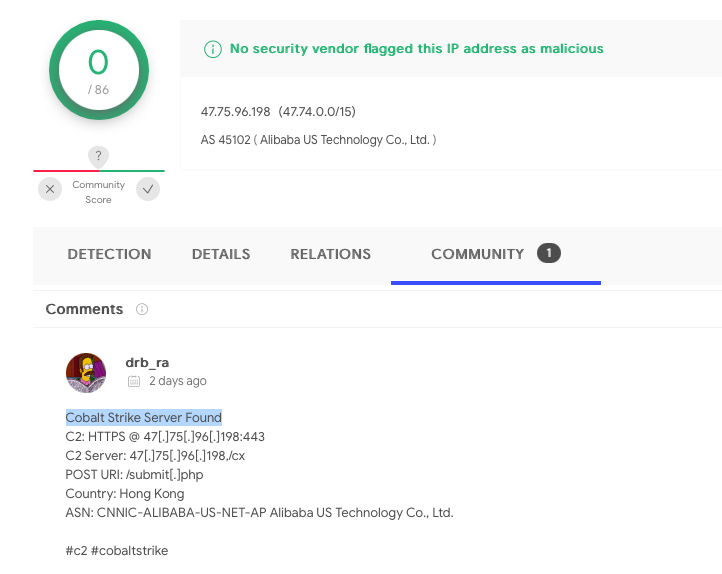 0
/ 86
No security vendor flagged this IP address as malicious
47.75.96.198 (47.74.0.0/15)
AS 45102 ( Alibaba US Technology Co., Ltd. )
?
Community
Score
DETECTION DETAILS RELATIONS COMMUNITY 1
Comments
drb_ra
2 days ago
Cobalt Strike Server Found
C2: HTTPS @ 47[.]75[.]96[.]198:443
C2 Server: 47[.]75[.]96[.]198,/cx
POST URI: /submit[.]php
Country: Hong Kong
ASN: CNNIC-ALIBABA-US-NET-AP Alibaba US Technology Co., Ltd.
#c2 #cobaltstrike